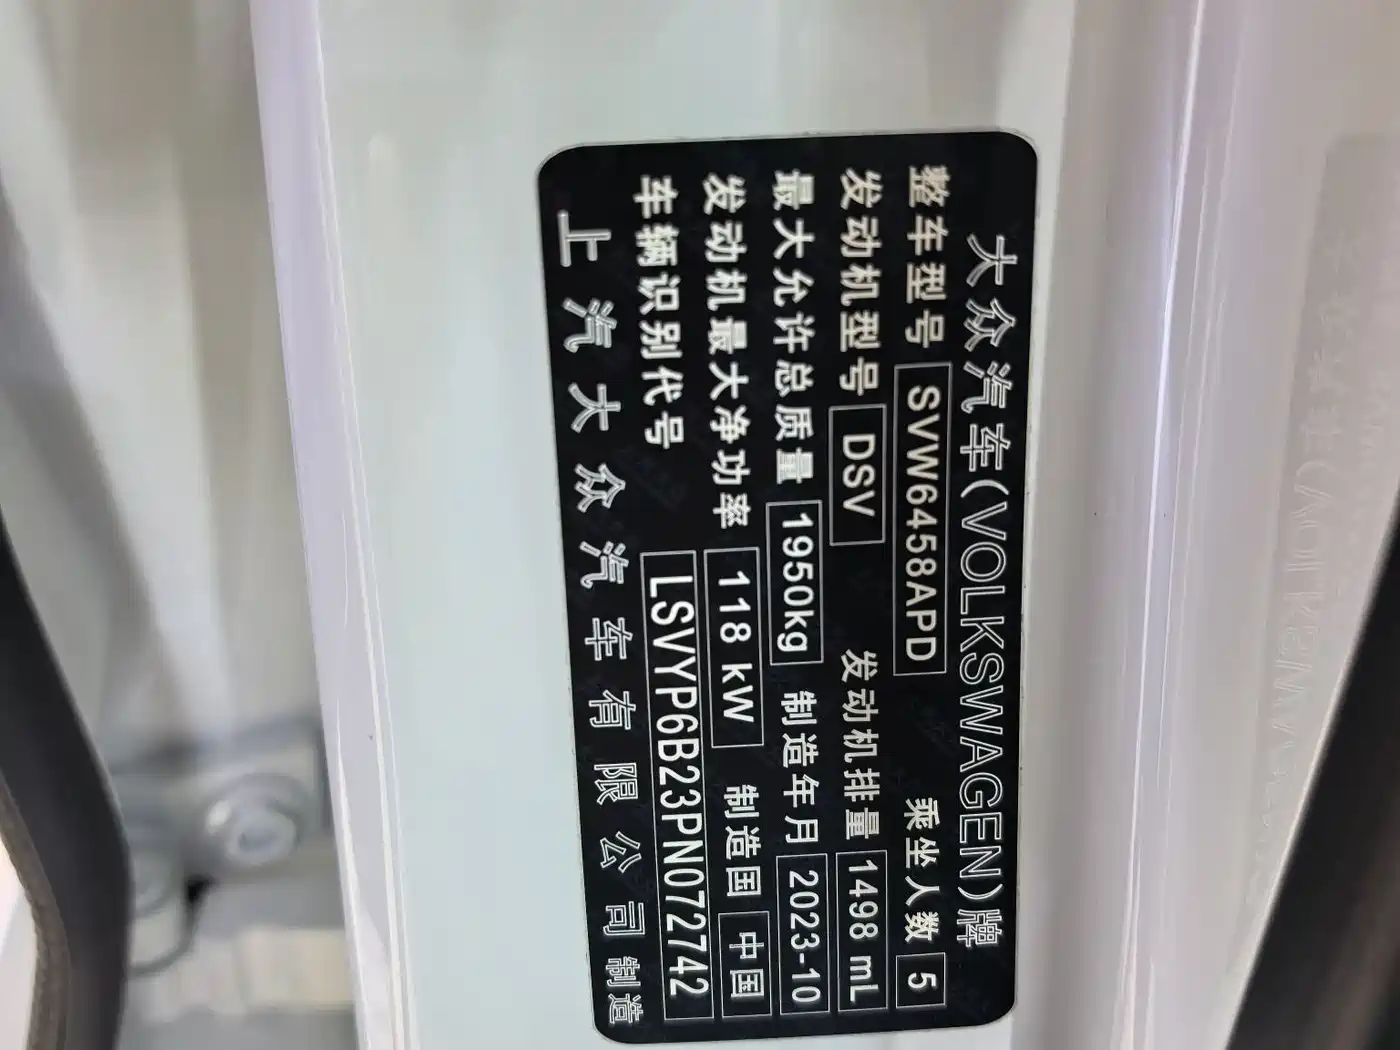 大众汽车(VOLKSWAGEN)牌
整车型号 SVW6458APD 乘坐人数 5
发动机型号 DSV 发动机排量 1498 mL
最大允许总质量 1950kg 制造年月 2023-10
发动机最大净功率 118 kW 制造国 中国
车辆识别代号 LSVYP6B23PN072742
上汽大众汽车有限公司制造